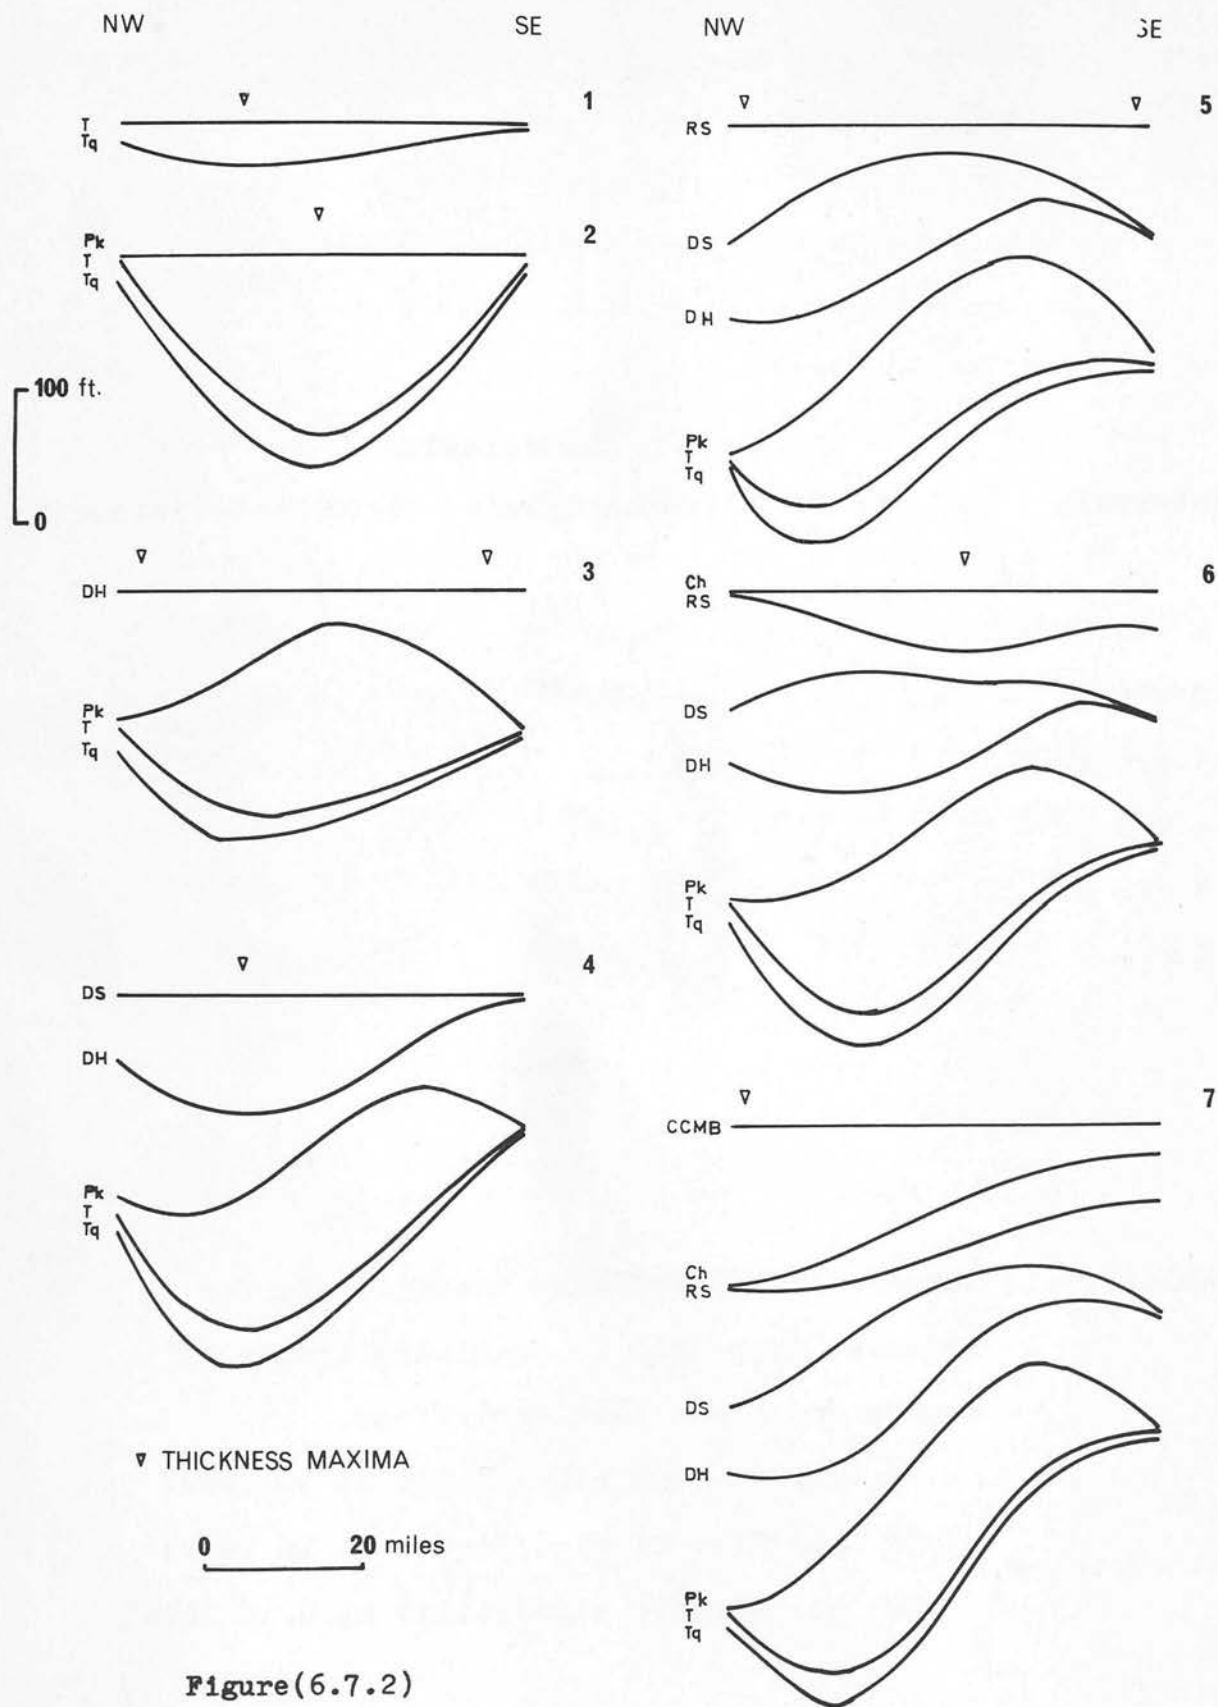 NW SE
1
T
Tq
2
Pk
T
Tq
100 ft.
0
3
DH
Pk
T
Tq
4
DS
DH
Pk
T
Tq
THICKNESS MAXIMA
0 20 miles
Figure(6.7.2)
NW SE
5
RS
DS
DH
Pk
T
Tq
6
Ch
RS
DS
DH
Pk
T
Tq
7
CCMB
Ch
RS
DS
DH
Pk
T
Tq